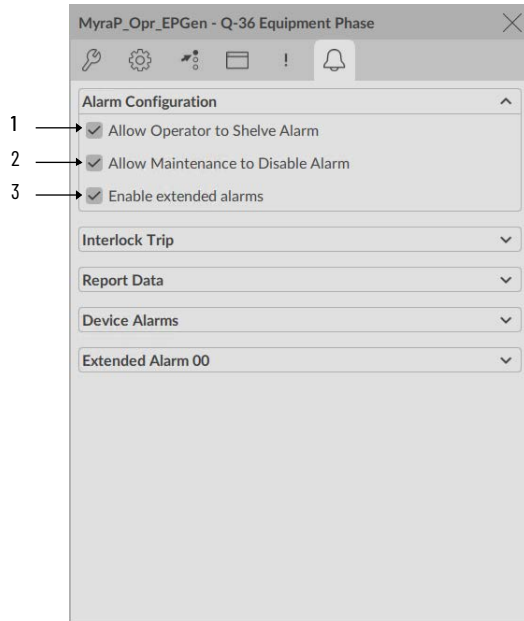 MyraP_Opr_EPGen - Q-36 Equipment Phase
!
Alarm Configuration
1 Allow Operator to Shelve Alarm
2 Allow Maintenance to Disable Alarm
3 Enable extended alarms
Interlock Trip
Report Data
Device Alarms
Extended Alarm 00